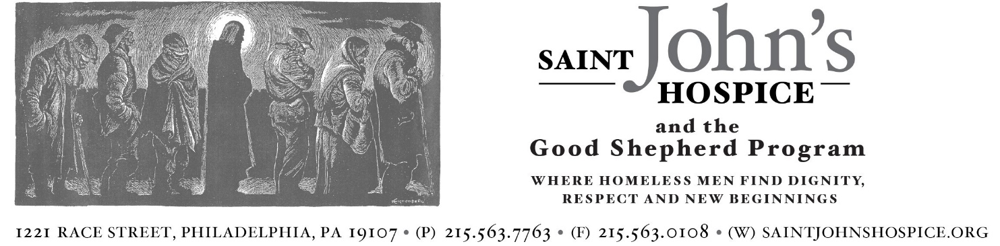 SAINT John's
HOSPICE
and the
Good Shepherd Program
WHERE HOMELESS MEN FIND DIGNITY,
RESPECT AND NEW BEGINNINGS
1221 RACE STREET, PHILADELPHIA, PA 19107 • (P) 215.563.7763 • (F) 215.563.0108 • (W) SAINTJOHNSHOSPICE.ORG